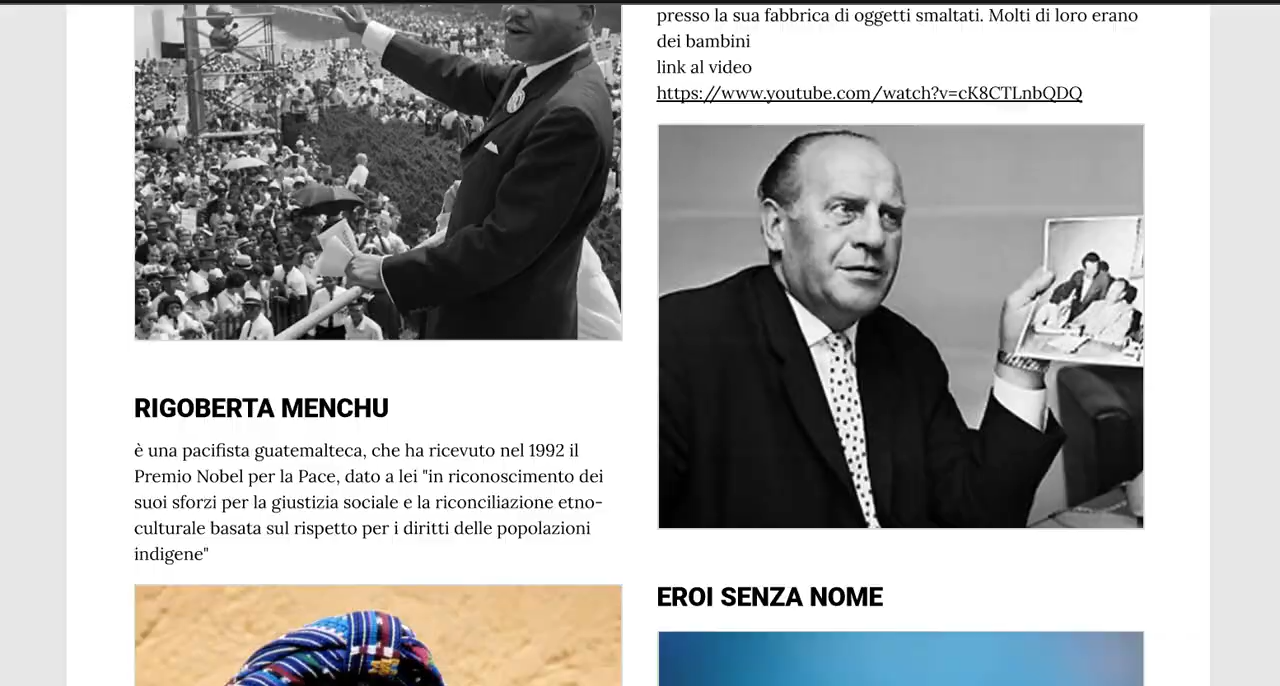 RIGOBERTA MENCHU
è una pacifista guatemalteca, che ha ricevuto nel 1992 il
Premio Nobel per la Pace, dato a lei "in riconoscimento dei
suoi sforzi per la giustizia sociale e la riconciliazione etno-
culturale basata sul rispetto per i diritti delle popolazioni
indigene"
presso la sua fabbrica di oggetti smaltati. Molti di loro erano
dei bambini
link al video
https://www.youtube.com/watch?v=cK8CTLnbQDQ
EROI SENZA NOME